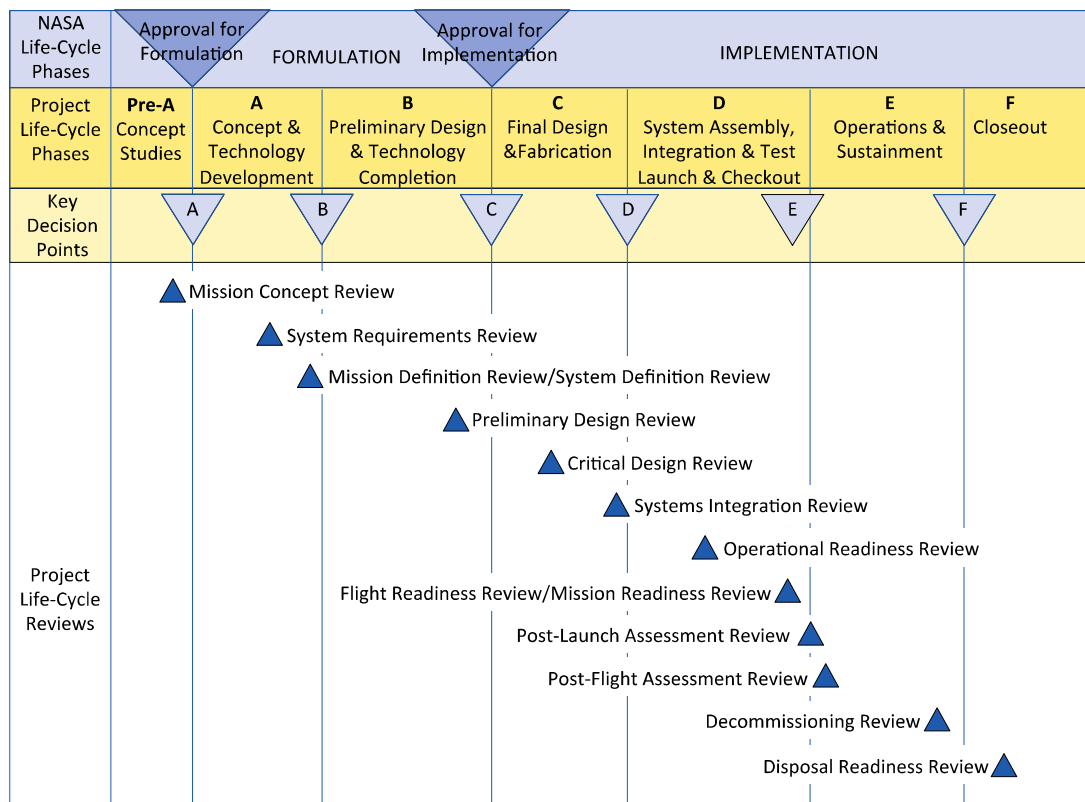 NASA
Life-Cycle
Phases
Approval for
Formulation
FORMULATION
Approval for
Implementation
IMPLEMENTATION
Project
Life-Cycle
Phases
Pre-A
Concept
Studies
A
Concept &
Technology
Development
B
Preliminary Design
& Technology
Completion
C
Final Design
&Fabrication
D
System Assembly,
Integration & Test
Launch & Checkout
E
Operations &
Sustainment
F
Closeout
Key
Decision
Points
A
B
C
D
E
F
Project
Life-Cycle
Reviews
Mission Concept Review
System Requirements Review
Mission Definition Review/System Definition Review
Preliminary Design Review
Critical Design Review
Systems Integration Review
Operational Readiness Review
Flight Readiness Review/Mission Readiness Review
Post-Launch Assessment Review
Post-Flight Assessment Review
Decommissioning Review
Disposal Readiness Review